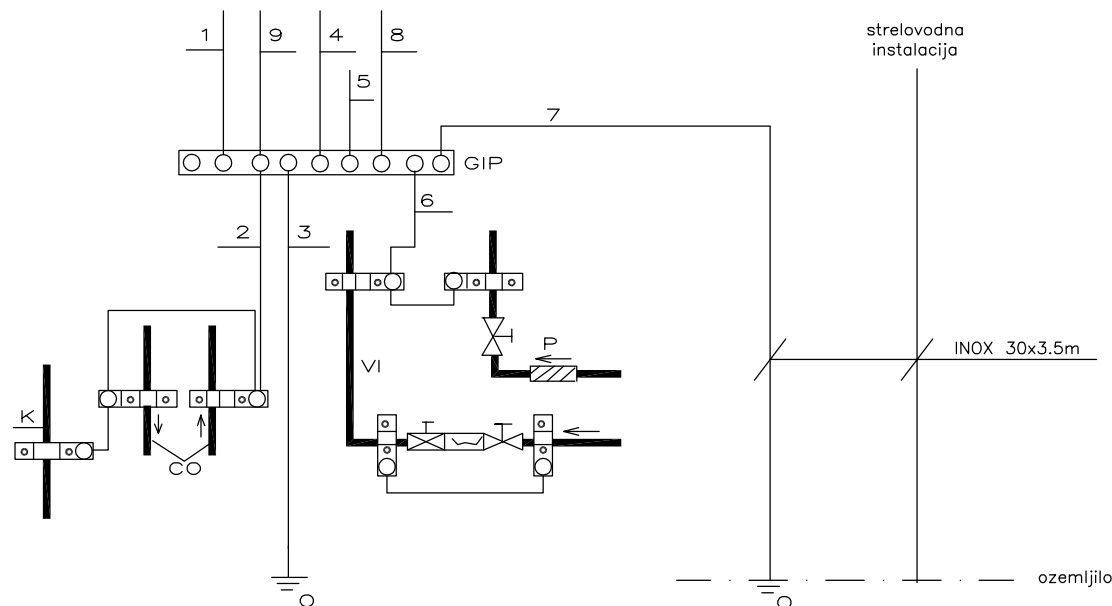 strelovodna
instalacija
1
9
4
8
5
7
GIP
6
2
3
P
INOX 30x3.5m
VI
K
CO
ozemljilo
O
O